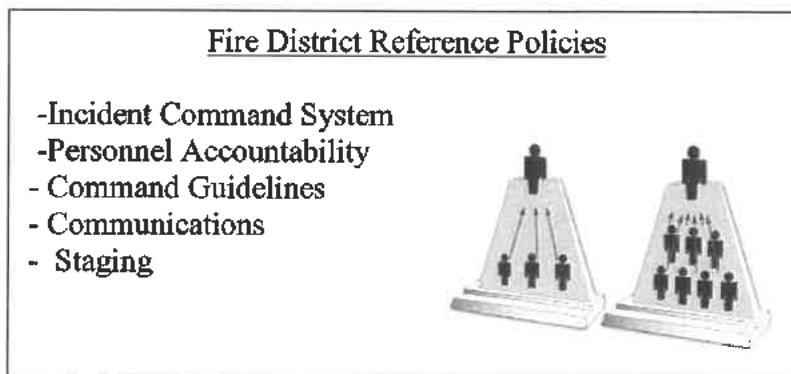 Fire District Reference Policies
-Incident Command System
-Personnel Accountability
- Command Guidelines
- Communications
- Staging